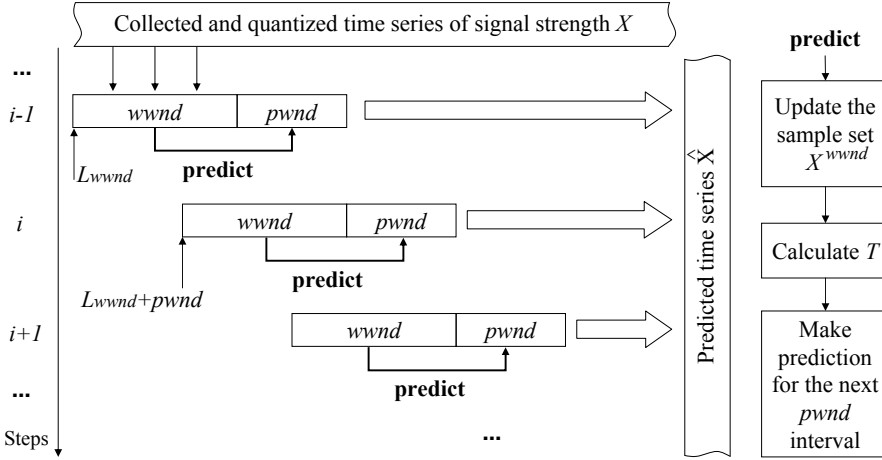 Collected and quantized time series of signal strength X
...
i-1
wwnd
pwnd
predict
Lwwnd
i
wwnd
pwnd
predict
Lwwnd+pwnd
i+1
wwnd
pwnd
predict
...
Steps
...
Predicted time series X̂
predict
Update the
sample set
X^wwnd
Calculate T
Make
prediction
for the next
pwnd
interval